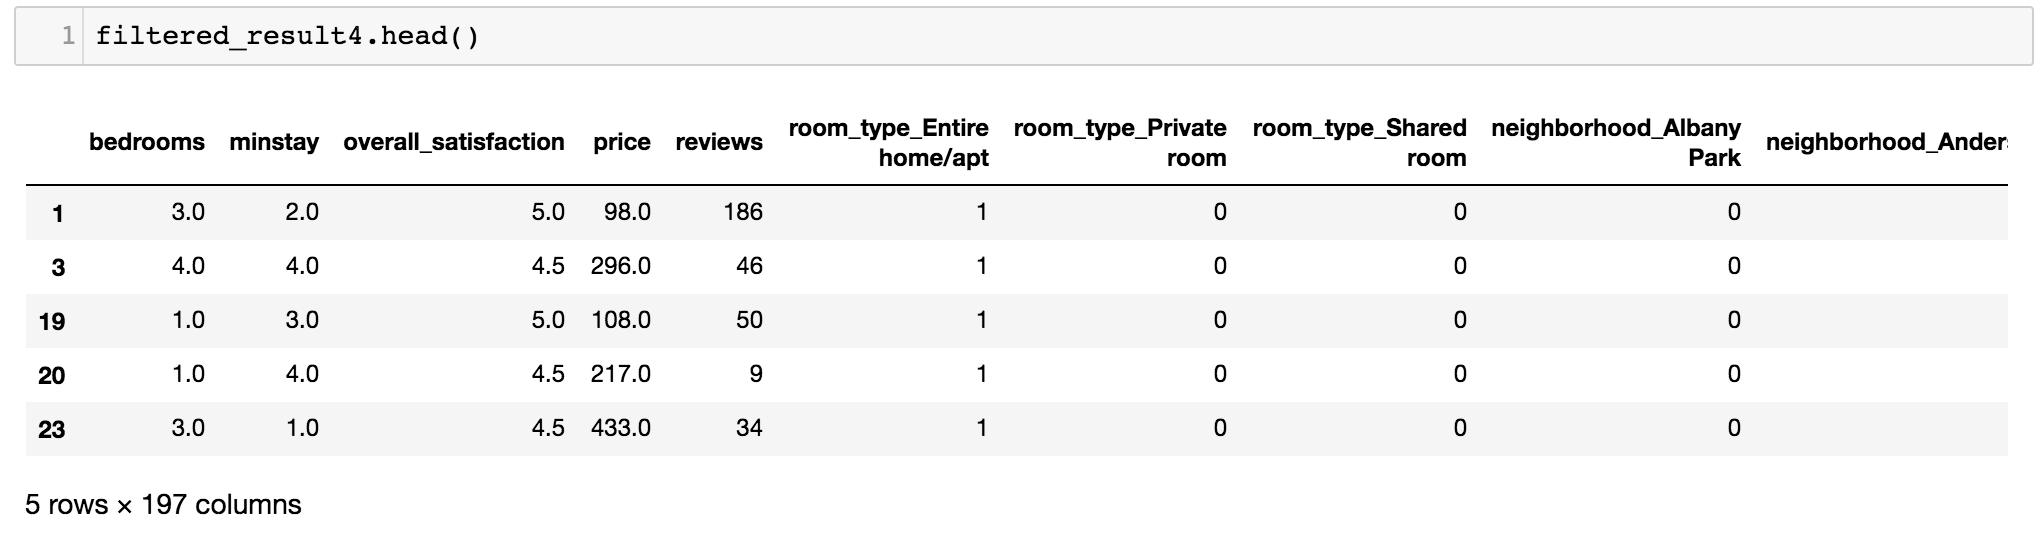 1 filtered_result4.head()
bedrooms minstay overall_satisfaction price reviews room_type_Entire home/apt room_type_Private room room_type_Shared room neighborhood_Albany Park neighborhood_Ander
1 3.0 2.0 5.0 98.0 186 1 0 0 0
3 4.0 4.0 4.5 296.0 46 1 0 0 0
19 1.0 3.0 5.0 108.0 50 1 0 0 0
20 1.0 4.0 4.5 217.0 9 1 0 0 0
23 3.0 1.0 4.5 433.0 34 1 0 0 0
5 rows × 197 columns